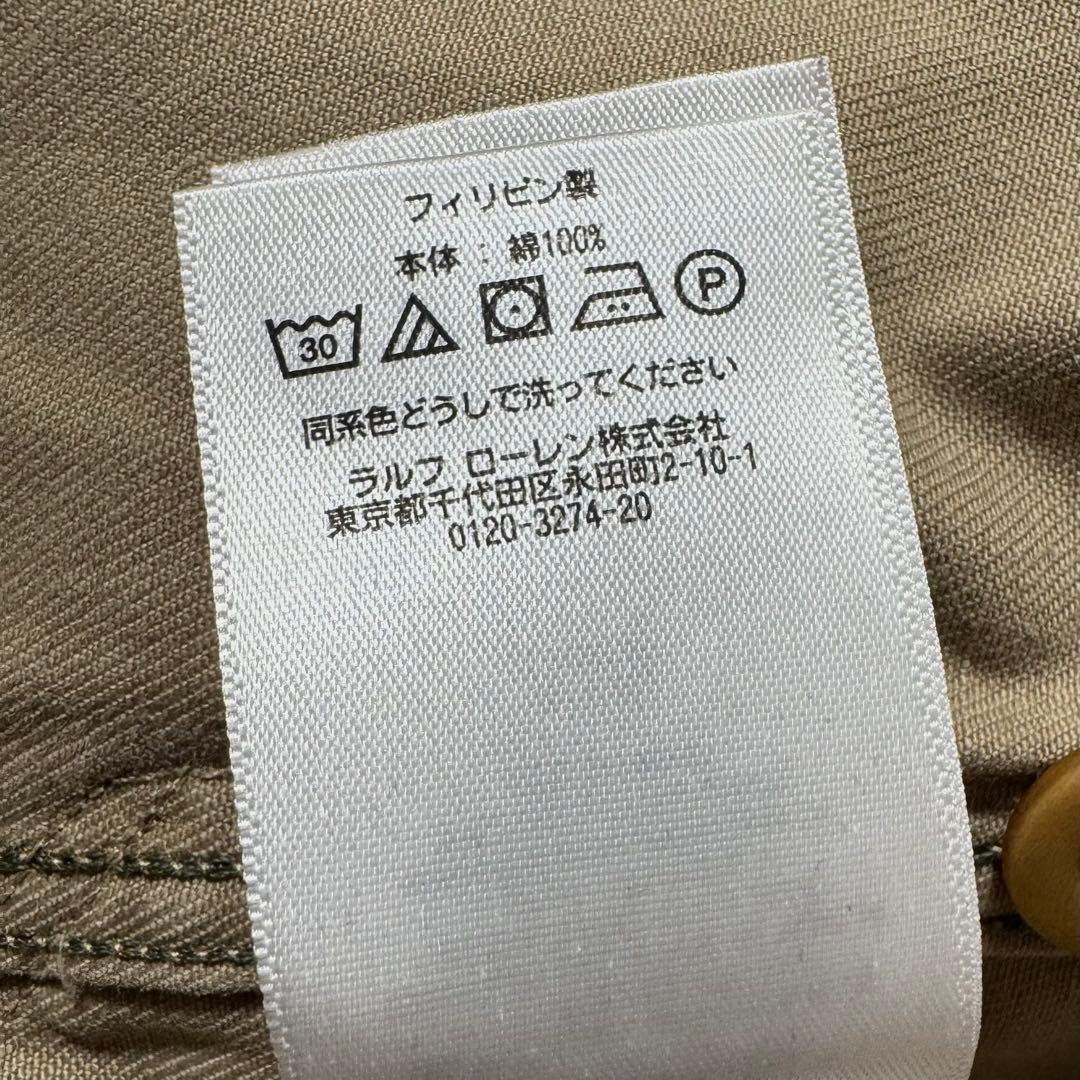 フィリピン製
本体 : 綿100%
30 P
同系色どうしで洗ってください
ラルフ ローレン株式会社
東京都千代田区永田町2-10-1
0120-3274-20